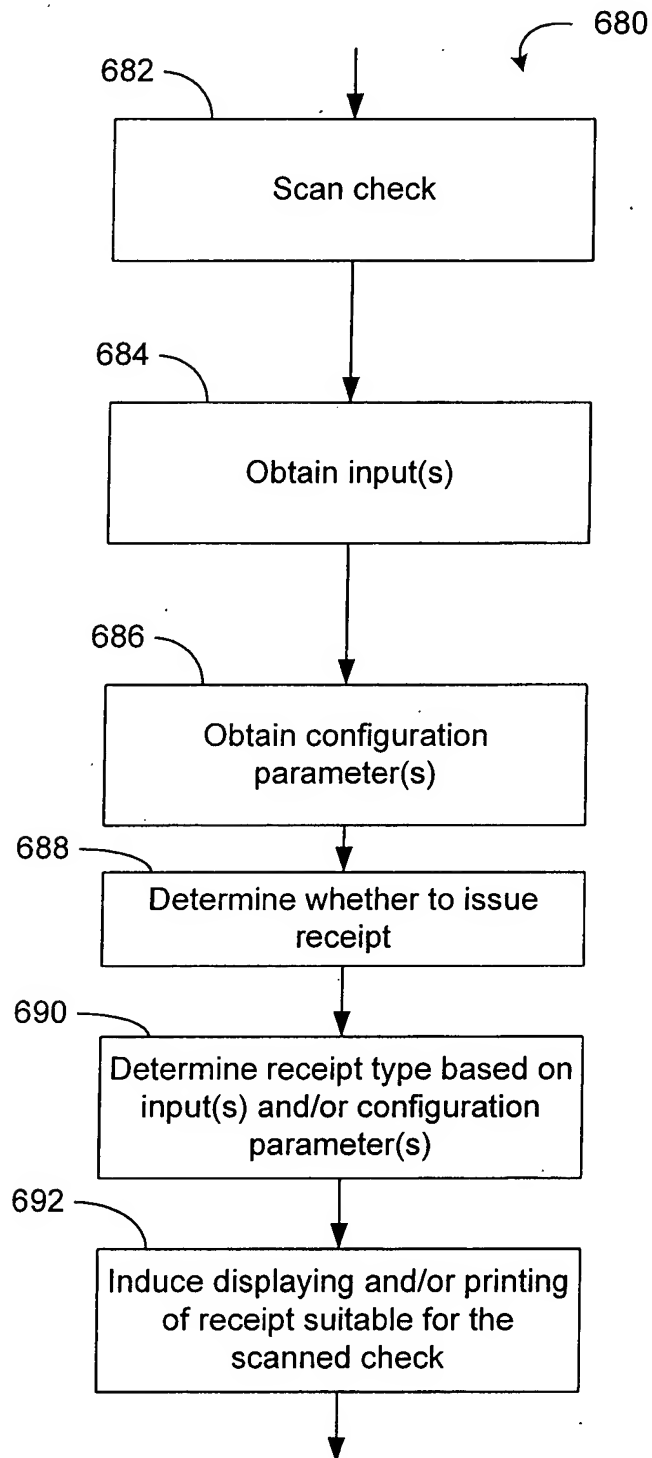 680
682
Scan check
684
Obtain input(s)
686
Obtain configuration
parameter(s)
688
Determine whether to issue
receipt
690
Determine receipt type based on
input(s) and/or configuration
parameter(s)
692
Induce displaying and/or printing
of receipt suitable for the
scanned check